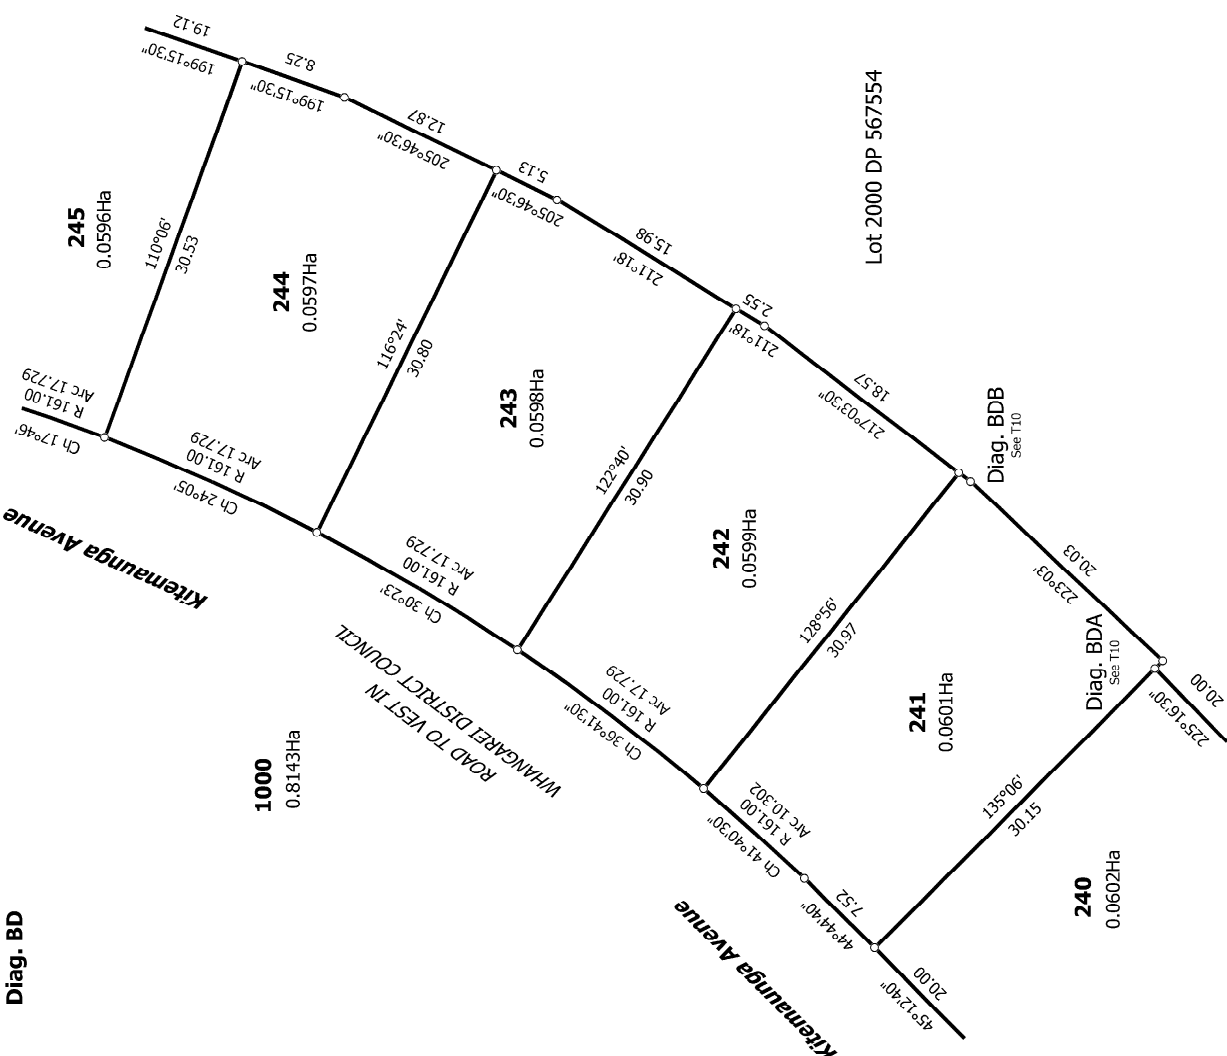 Diag. BD
19.12
199°15'30"
8.25
199°15'30"
12.87
205°46'30"
5.13
205°46'30"
15.98
211°18'
2.55
211°18'
18.57
217°03'30"
Diag. BDB
See T10
20.03
223°03'
Diag. BDA
See T10
20.00
225°16'30"
Lot 2000 DP 567554
245
0.0596Ha
110°06'
30.53
244
0.0597Ha
116°24'
30.80
243
0.0598Ha
122°40'
30.90
242
0.0599Ha
128°56'
30.97
241
0.0601Ha
135°06'
30.15
240
0.0602Ha
Arc 17.729
R 161.00
Ch 17°46'
Arc 17.729
R 161.00
Ch 24°05'
Arc 17.729
R 161.00
Ch 30°23'
Arc 17.729
R 161.00
Ch 36°41'30"
Arc 10.302
R 161.00
Ch 41°40'30"
7.52
44°44'40"
20.00
45°12'40"
Kitemaunga Avenue
ROAD TO VEST IN
WHANGAREI DISTRICT COUNCIL
1000
0.8143Ha
Kitemaunga Avenue